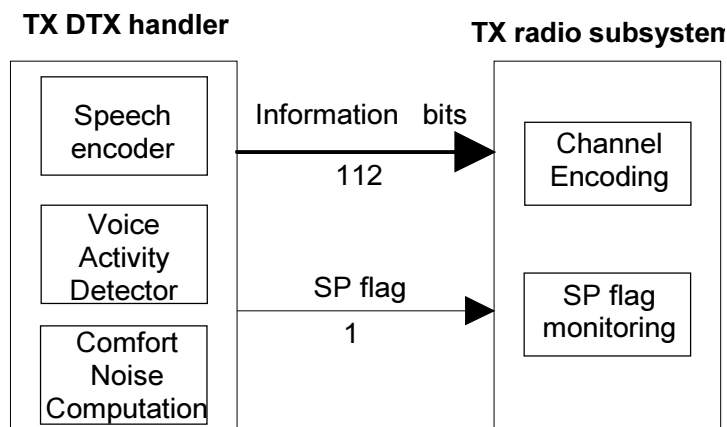 TX DTX handler
TX radio subsystem
Speech
encoder
Voice
Activity
Detector
Comfort
Noise
Computation
Information bits
112
SP flag
1
Channel
Encoding
SP flag
monitoring